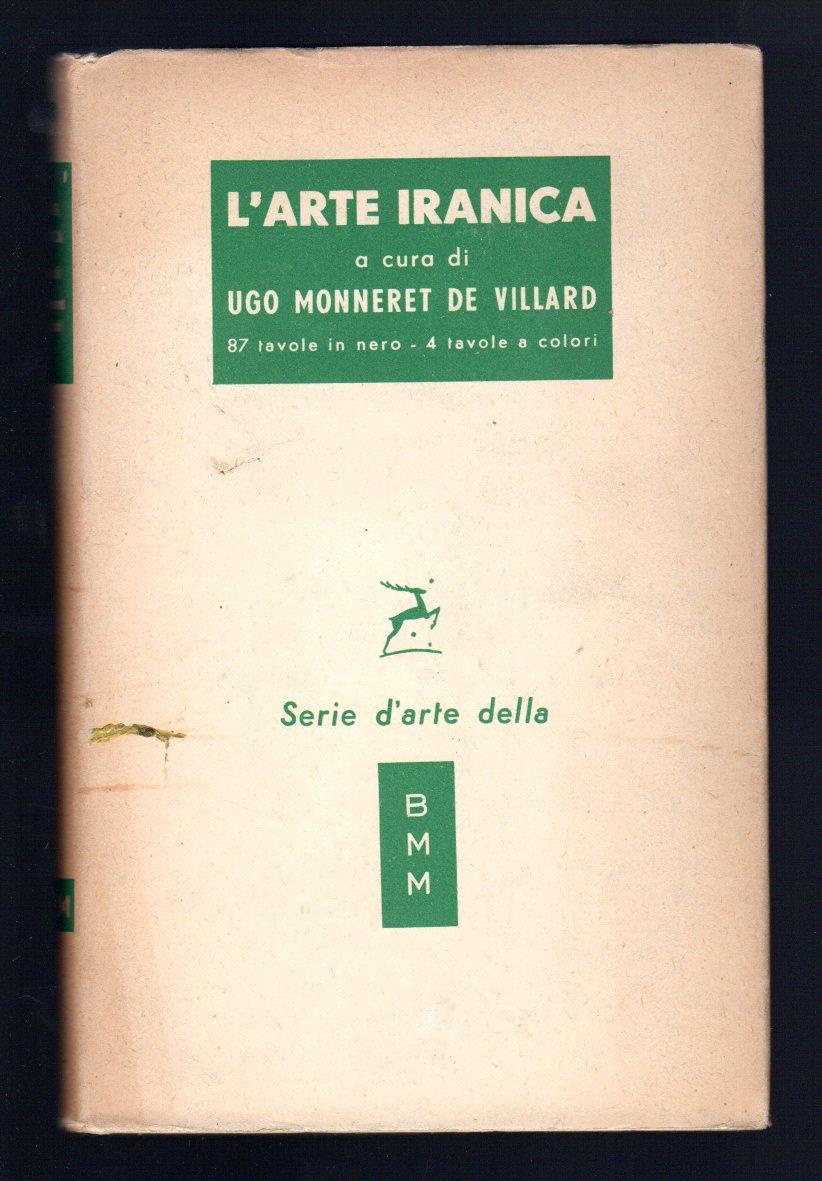 L'ARTE IRANICA
a cura di
UGO MONNERET DE VILLARD
87 tavole in nero - 4 tavole a colori
Serie d'arte della
B
M
M